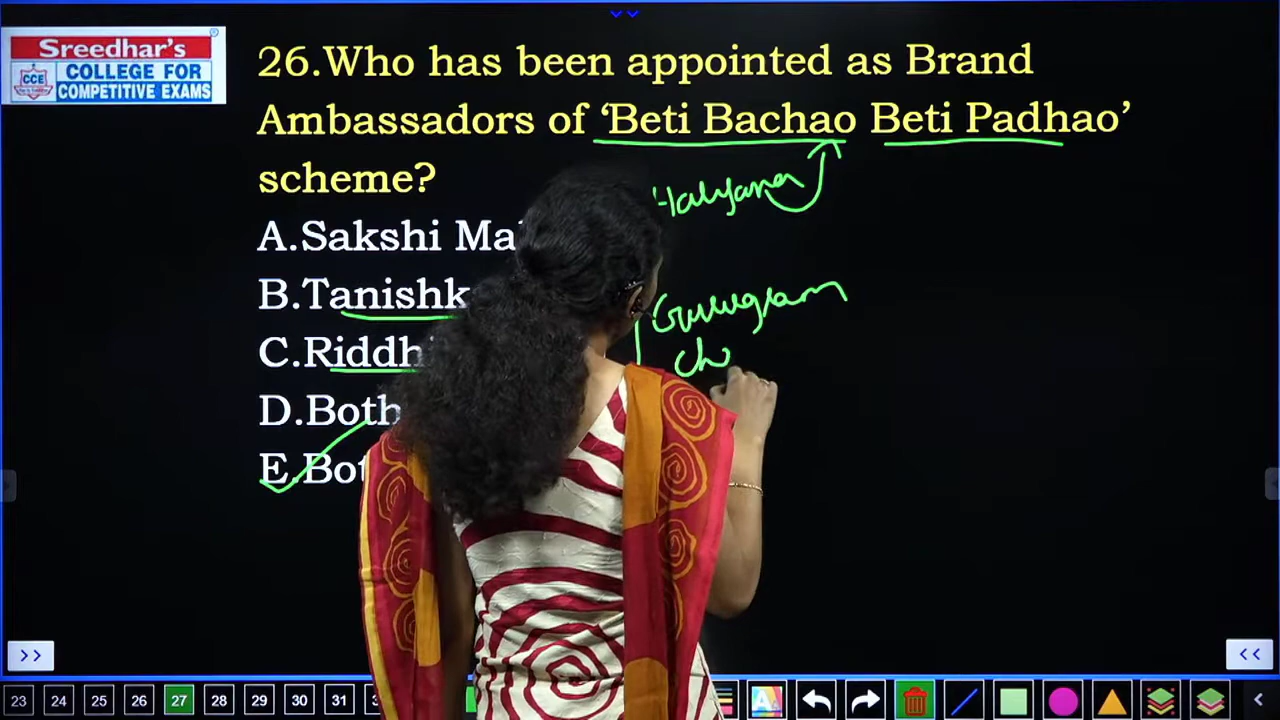 Sreedhar's
CCE
COLLEGE FOR
COMPETITIVE EXAMS
26.Who has been appointed as Brand
Ambassadors of ‘Beti Bachao Beti Padhao’
scheme?
Haryana
A.Sakshi Mal
B.Tanishk
Gurugram
C.Riddh
D.Both
E.Bot
>>
<<
23 24 25 26 27 28 29 30 31
A